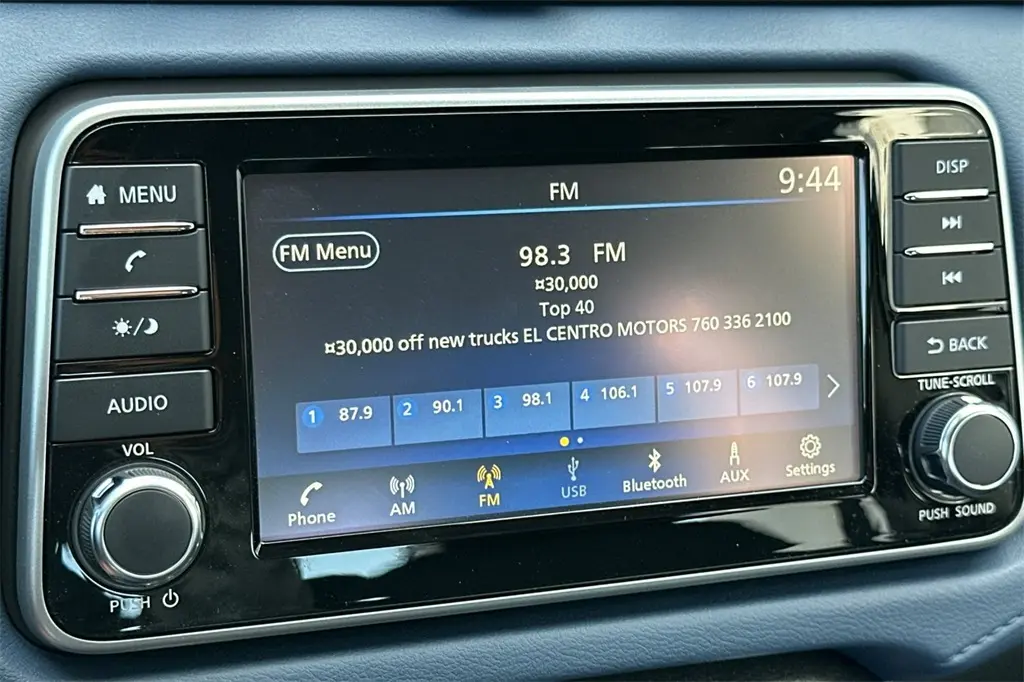 MENU
AUDIO
VOL
PUSH
FM
9:44
FM Menu
98.3 FM
¤30,000
Top 40
¤30,000 off new trucks EL CENTRO MOTORS 760 336 2100
1 87.9 2 90.1 3 98.1 4 106.1 5 107.9 6 107.9
Phone AM FM USB Bluetooth AUX Settings
DISP
BACK
TUNE-SCROLL
PUSH SOUND